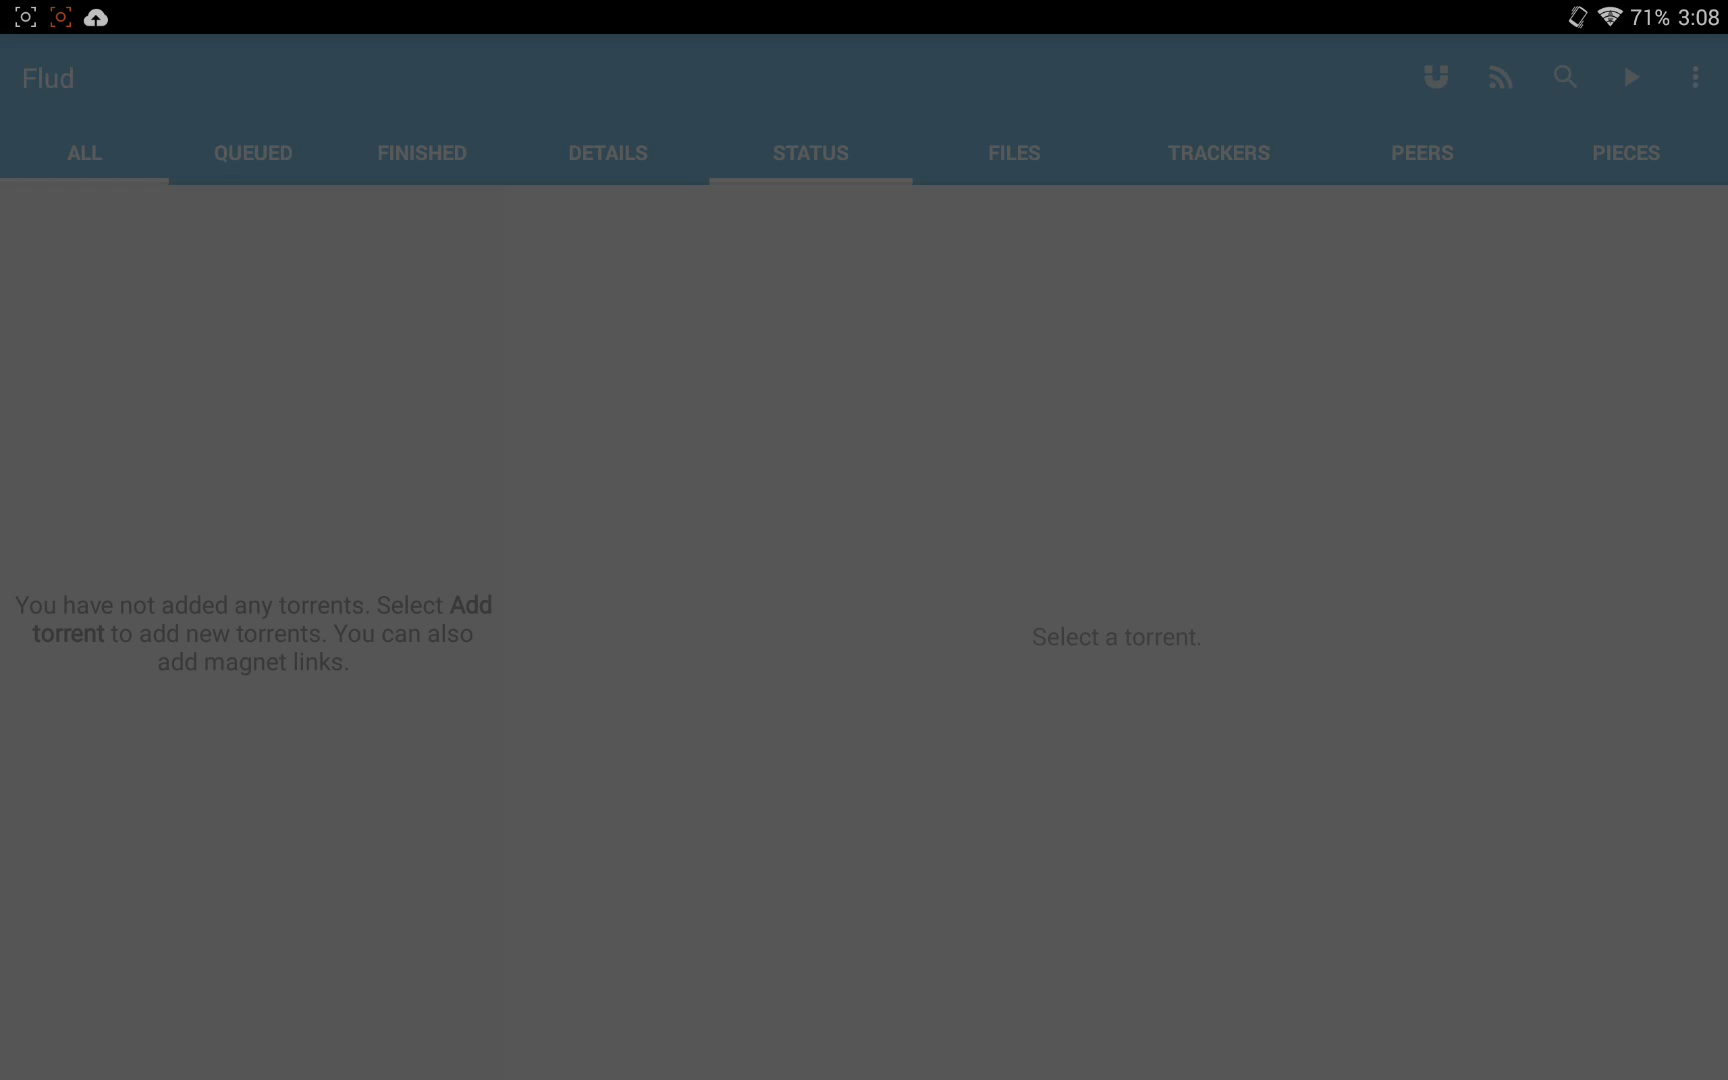 71% 3:08
Flud
ALL QUEUED FINISHED DETAILS STATUS FILES TRACKERS PEERS PIECES
You have not added any torrents. Select Add
torrent to add new torrents. You can also
add magnet links.
Select a torrent.